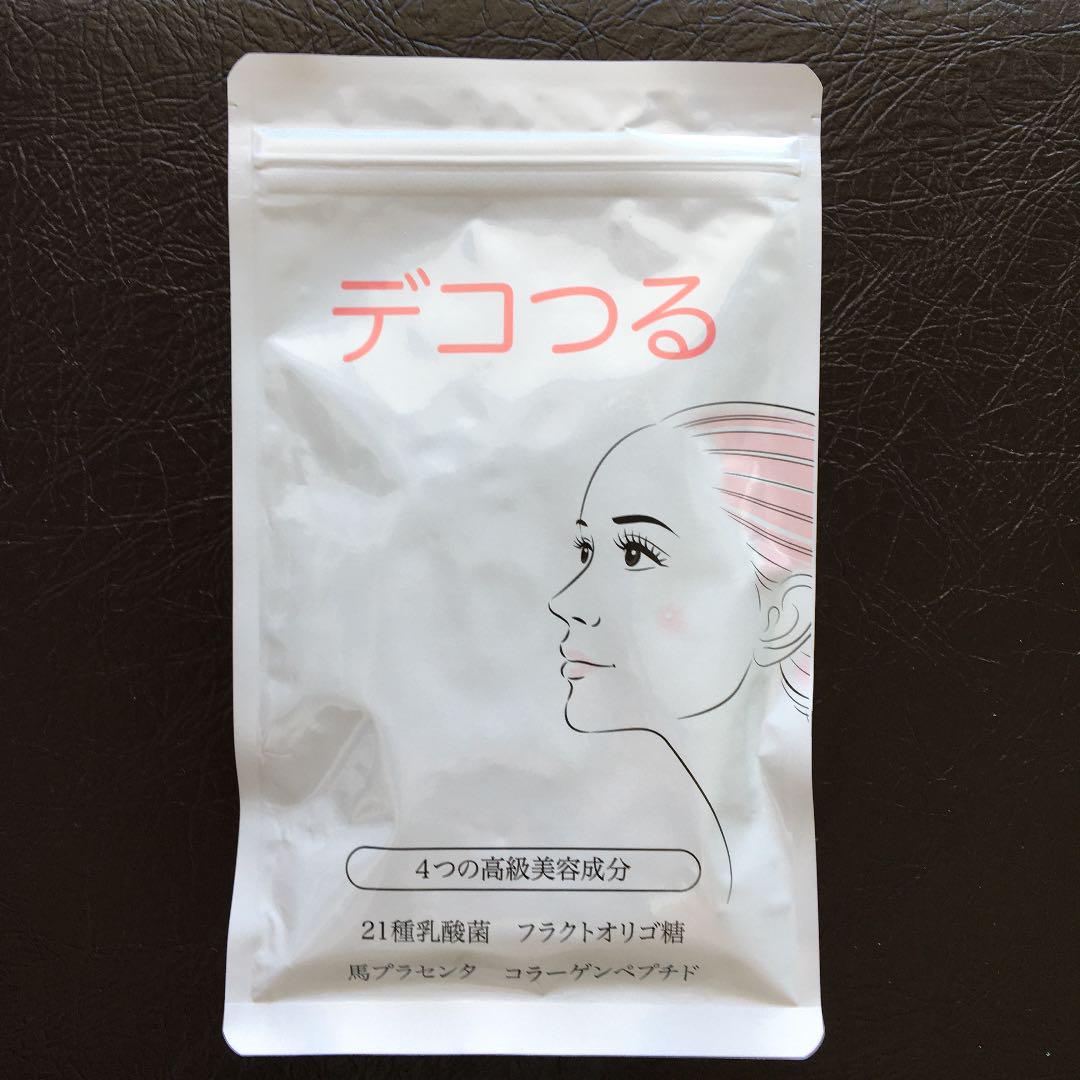 デコつる
4つの高級美容成分
21種乳酸菌 フラクトオリゴ糖
馬プラセンタ コラーゲンペプチド